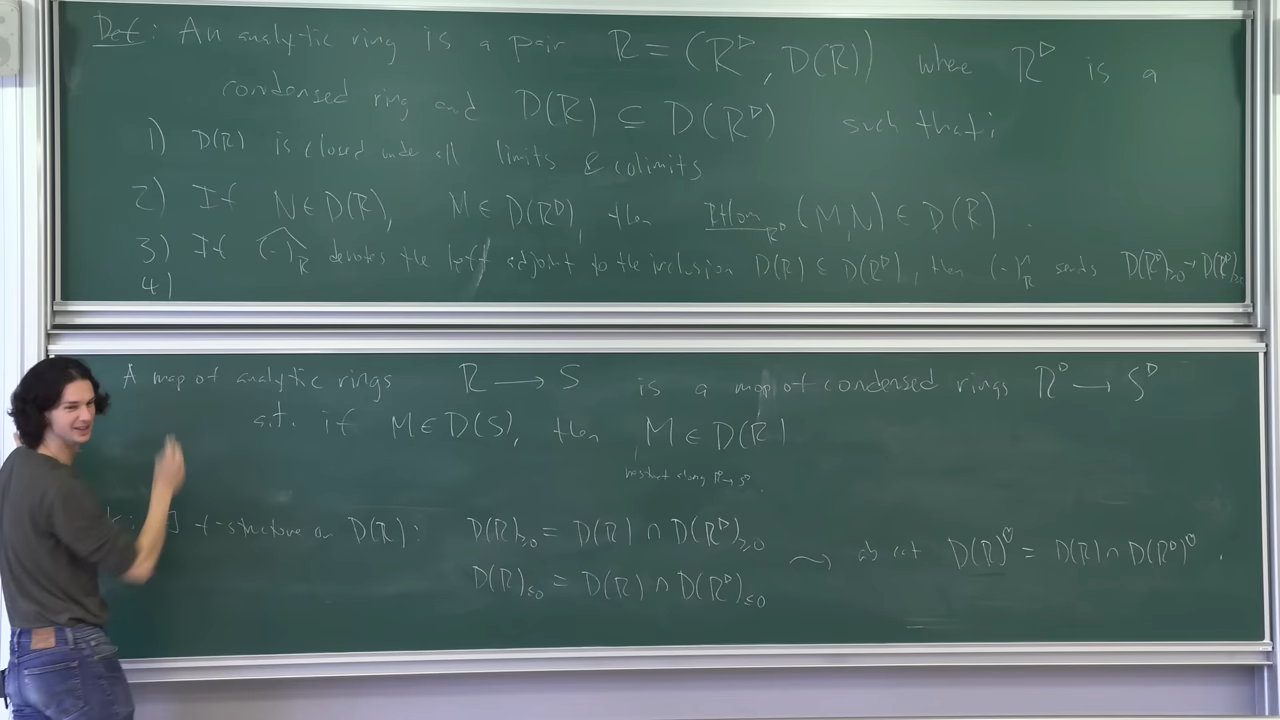 Def: An analytic ring is a pair R = (R^▷, D(R)) where R^▷ is a
condensed ring and D(R) ⊆ D(R^▷) such that:
1) D(R) is closed under all limits & colimits
2) If N ∈ D(R), M ∈ D(R^▷), then RHom_{R^▷}(M,N) ∈ D(R).
3) If (-)^_R denotes the left adjoint to the inclusion D(R) ⊆ D(R^▷), then (-)^_R sends D(R^▷)_{≥0} → D(R^▷)_{≥0}
4)
A map of analytic rings R → S is a map of condensed rings R^▷ → S^▷
s.t. if M ∈ D(S), then M ∈ D(R)
along R^▷ → S^▷.
∃ t-structure on D(R): D(R)_{≥0} = D(R) ∩ D(R^▷)_{≥0}
D(R)_{≤0} = D(R) ∩ D(R^▷)_{≤0}
⇝ ab cat D(R)^♡ = D(R) ∩ D(R^▷)^♡.